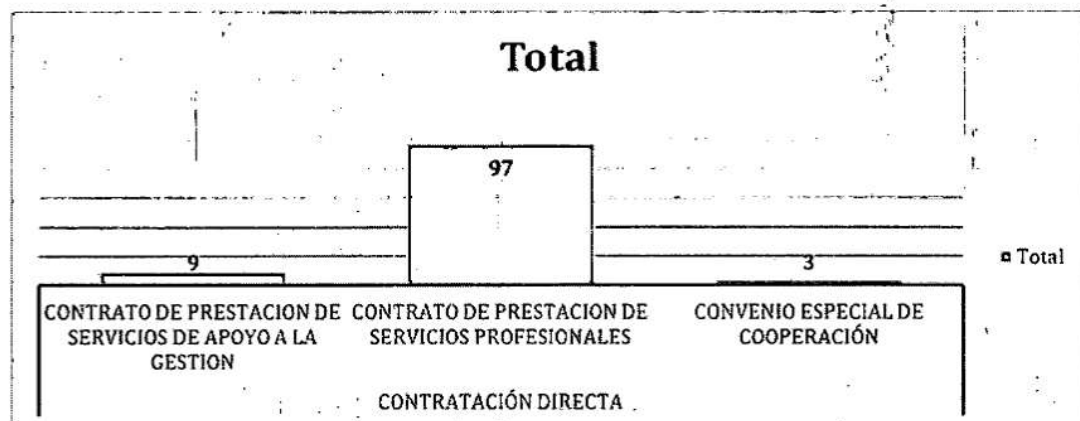 Total
97
9
3
Total
CONTRATO DE PRESTACION DE
SERVICIOS DE APOYO A LA
GESTION
CONTRATO DE PRESTACION DE
SERVICIOS PROFESIONALES
CONVENIO ESPECIAL DE
COOPERACIÓN
CONTRATACIÓN DIRECTA